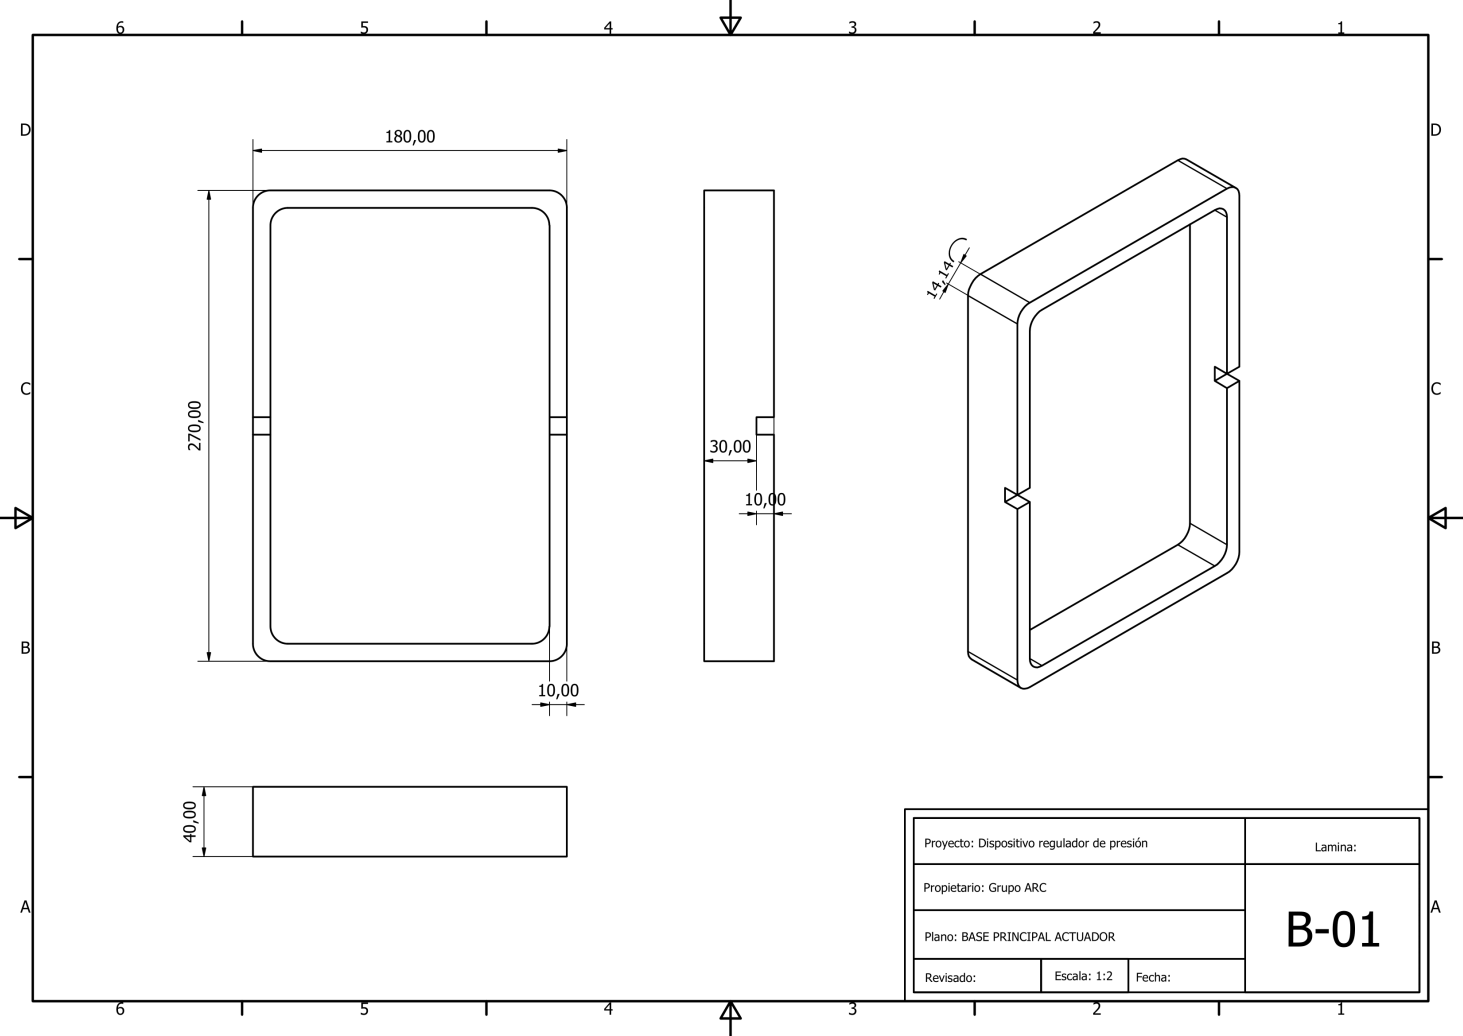 6 5 4 3 2 1
D D
180,00
14,14
C C
270,00
30,00
10,00
B B
10,00
40,00
Proyecto: Dispositivo regulador de presión
Lamina:
Propietario: Grupo ARC
A A
B-01
Plano: BASE PRINCIPAL ACTUADOR
Revisado: Escala: 1:2 Fecha:
6 5 4 3 2 1